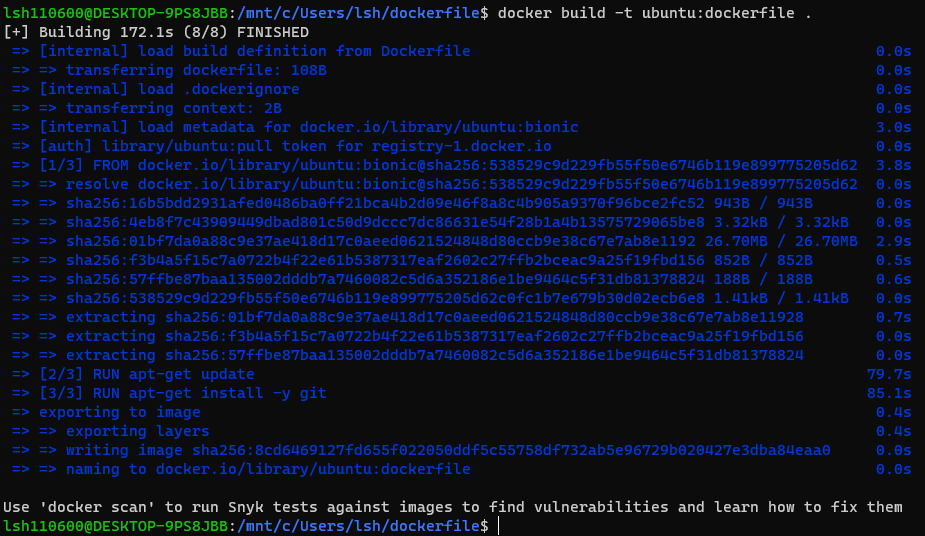 lsh110600@DESKTOP-9PS8JBB:/mnt/c/Users/lsh/dockerfile$ docker build -t ubuntu:dockerfile .
[+] Building 172.1s (8/8) FINISHED
=> [internal] load build definition from Dockerfile 0.0s
=> => transferring dockerfile: 108B 0.0s
=> [internal] load .dockerignore 0.0s
=> => transferring context: 2B 0.0s
=> [internal] load metadata for docker.io/library/ubuntu:bionic 3.0s
=> [auth] library/ubuntu:pull token for registry-1.docker.io 0.0s
=> [1/3] FROM docker.io/library/ubuntu:bionic@sha256:538529c9d229fb55f50e6746b119e899775205d62 3.8s
=> => resolve docker.io/library/ubuntu:bionic@sha256:538529c9d229fb55f50e6746b119e899775205d62 0.0s
=> => sha256:16b5bdd2931afed0486ba0ff21bca4b2d09e46f8a8c4b905a9370f96bce2fc52 943B / 943B 0.0s
=> => sha256:4eb8f7c43909449dbad801c50d9dccc7dc86631e54f28b1a4b13575729065be8 3.32kB / 3.32kB 0.0s
=> => sha256:01bf7da0a88c9e37ae418d17c0aeed0621524848d80ccb9e38c67e7ab8e1192 26.70MB / 26.70MB 2.9s
=> => sha256:f3b4a5f15c7a0722b4f22e61b5387317eaf2602c27ffb2bceac9a25f19fbd156 852B / 852B 0.5s
=> => sha256:57ffbe87baa135002dddb7a7460082c5d6a352186e1be9464c5f31db81378824 188B / 188B 0.6s
=> => sha256:538529c9d229fb55f50e6746b119e899775205d62c0fc1b7e679b30d02ecb6e8 1.41kB / 1.41kB 0.0s
=> => extracting sha256:01bf7da0a88c9e37ae418d17c0aeed0621524848d80ccb9e38c67e7ab8e11928 0.7s
=> => extracting sha256:f3b4a5f15c7a0722b4f22e61b5387317eaf2602c27ffb2bceac9a25f19fbd156 0.0s
=> => extracting sha256:57ffbe87baa135002dddb7a7460082c5d6a352186e1be9464c5f31db81378824 0.0s
=> [2/3] RUN apt-get update 79.7s
=> [3/3] RUN apt-get install -y git 85.1s
=> exporting to image 0.4s
=> => exporting layers 0.4s
=> => writing image sha256:8cd6469127fd655f022050ddf5c55758df732ab5e96729b020427e3dba84eaa0 0.0s
=> => naming to docker.io/library/ubuntu:dockerfile 0.0s
Use 'docker scan' to run Snyk tests against images to find vulnerabilities and learn how to fix them
lsh110600@DESKTOP-9PS8JBB:/mnt/c/Users/lsh/dockerfile$